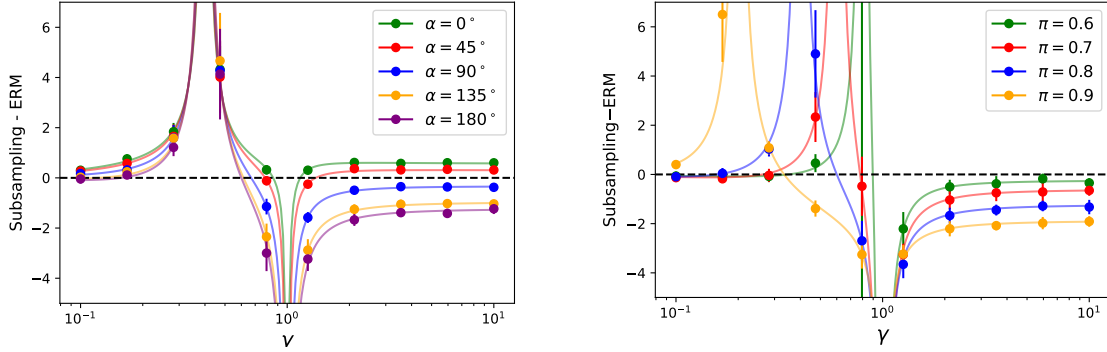 Subsampling - ERM
6
4
2
0
−2
−4
α = 0°
α = 45°
α = 90°
α = 135°
α = 180°
10⁻¹
10⁰
10¹
γ
Subsampling−ERM
6
4
2
0
−2
−4
π = 0.6
π = 0.7
π = 0.8
π = 0.9
10⁻¹
10⁰
10¹
γ